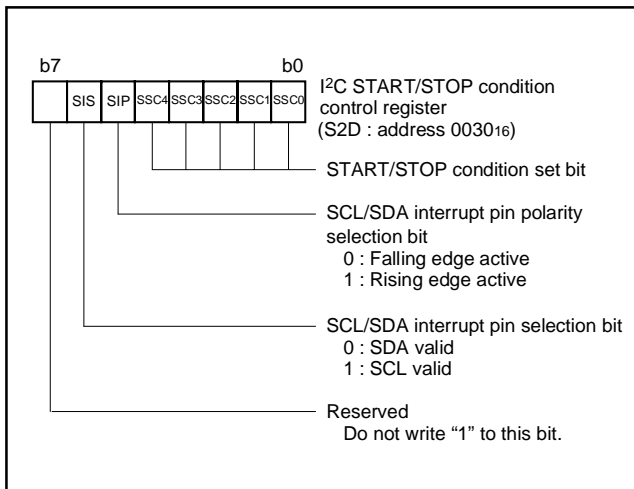 b7 b0
SIS SIP SSC4 SSC3 SSC2 SSC1 SSC0
I2C START/STOP condition
control register
(S2D : address 003016)
START/STOP condition set bit
SCL/SDA interrupt pin polarity
selection bit
0 : Falling edge active
1 : Rising edge active
SCL/SDA interrupt pin selection bit
0 : SDA valid
1 : SCL valid
Reserved
Do not write “1” to this bit.